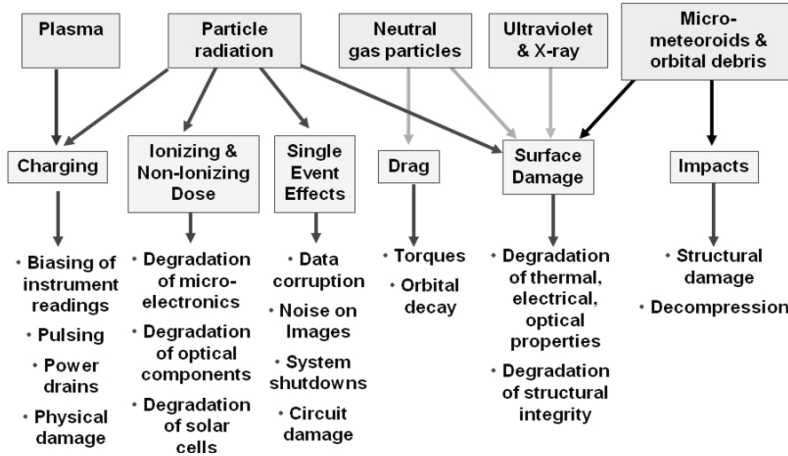 Plasma
Particle
radiation
Neutral
gas particles
Ultraviolet
& X-ray
Micro-
meteoroids &
orbital debris
Charging
Ionizing &
Non-Ionizing
Dose
Single
Event
Effects
Drag
Surface
Damage
Impacts
• Biasing of
instrument
readings
• Pulsing
• Power
drains
• Physical
damage
• Degradation
of micro-
electronics
• Degradation
of optical
components
• Degradation
of solar
cells
• Data
corruption
• Noise on
Images
• System
shutdowns
• Circuit
damage
• Torques
• Orbital
decay
• Degradation
of thermal,
electrical,
optical
properties
• Degradation
of structural
integrity
• Structural
damage
• Decompression